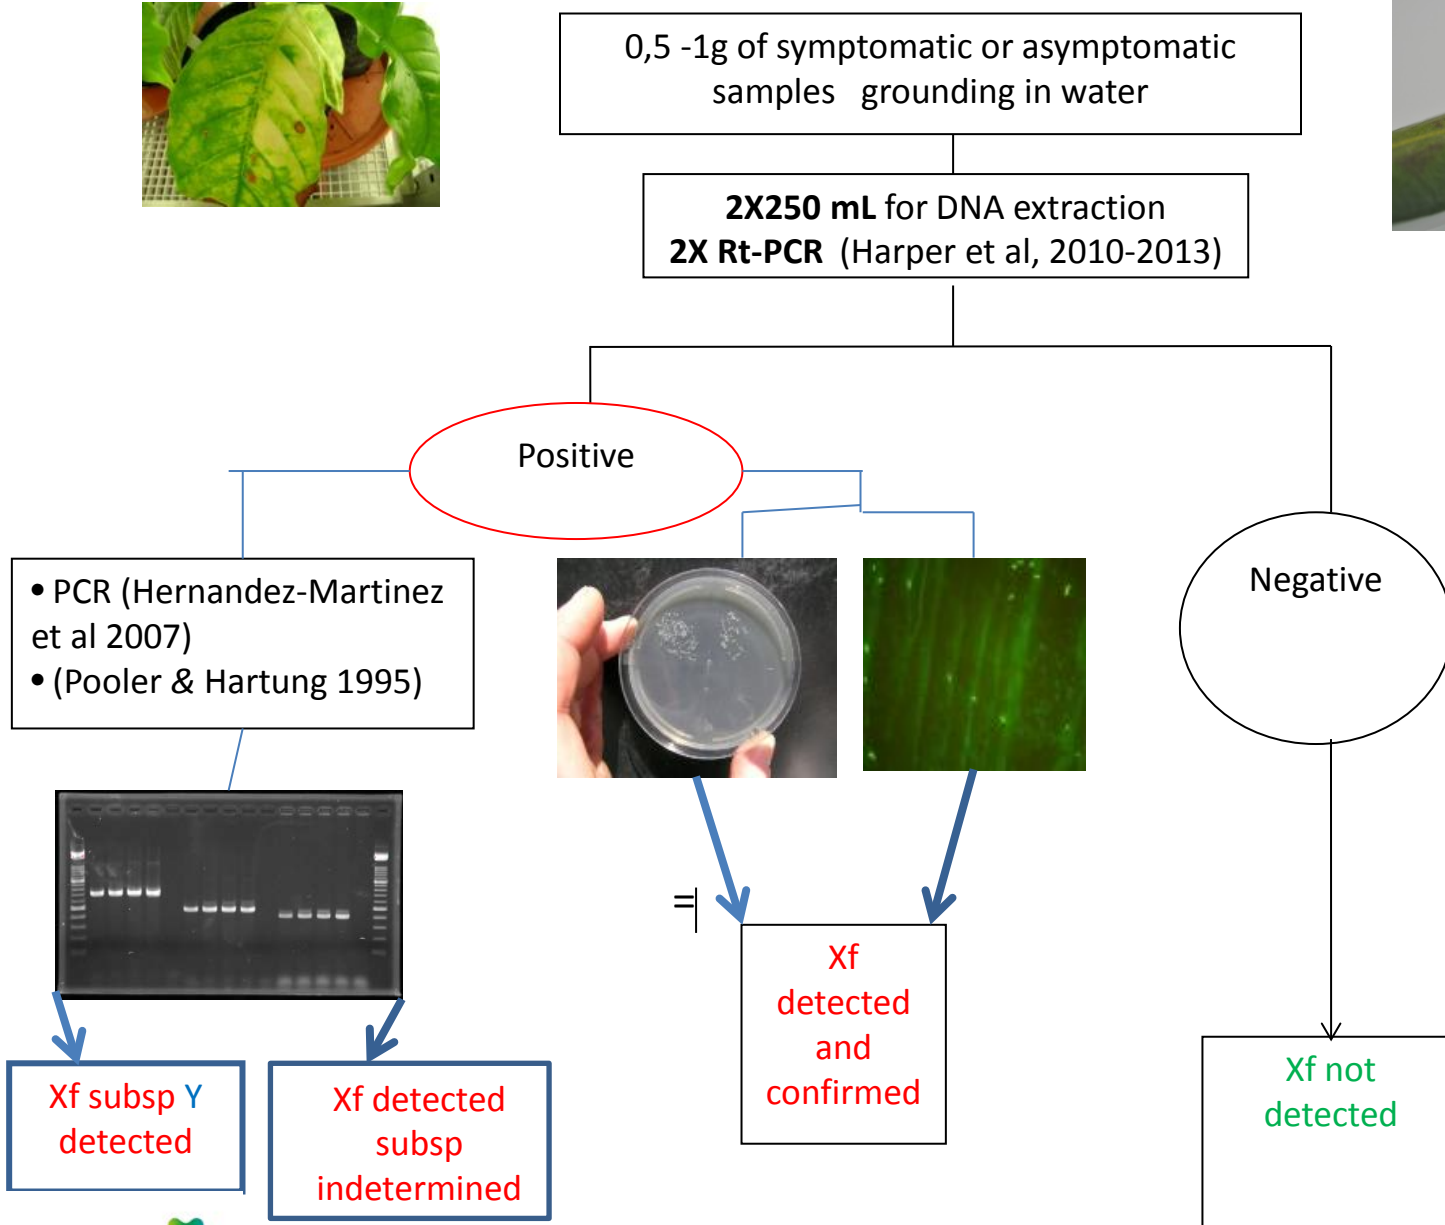 0,5 -1g of symptomatic or asymptomatic
samples grounding in water
2X250 mL for DNA extraction
2X Rt-PCR (Harper et al, 2010-2013)
Positive
Negative
• PCR (Hernandez-Martinez
et al 2007)
• (Pooler & Hartung 1995)
=
Xf subsp Y
detected
Xf detected
subsp
indetermined
Xf
detected
and
confirmed
Xf not
detected